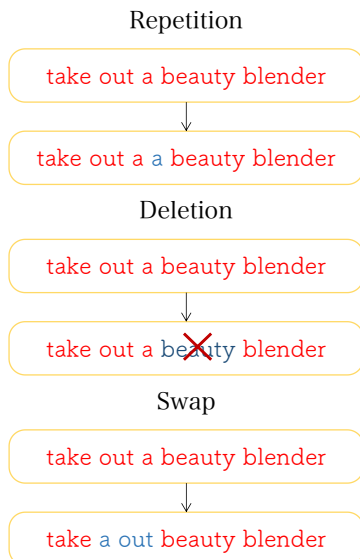 Repetition
take out a beauty blender
take out a a beauty blender
Deletion
take out a beauty blender
take out a beauty blender
Swap
take out a beauty blender
take a out beauty blender